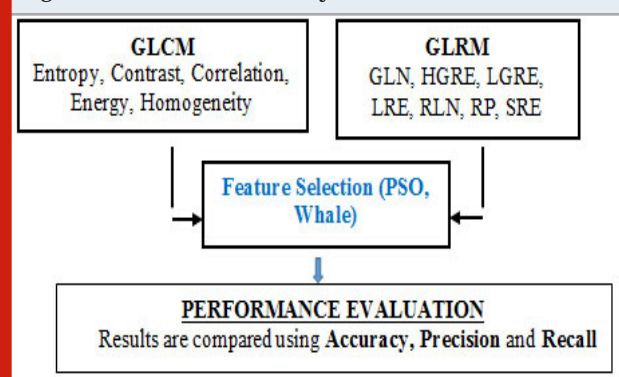 GLCM
Entropy, Contrast, Correlation,
Energy, Homogeneity
GLRM
GLN, HGRE, LGRE,
LRE, RLN, RP, SRE
Feature Selection (PSO,
Whale)
PERFORMANCE EVALUATION
Results are compared using Accuracy, Precision and Recall